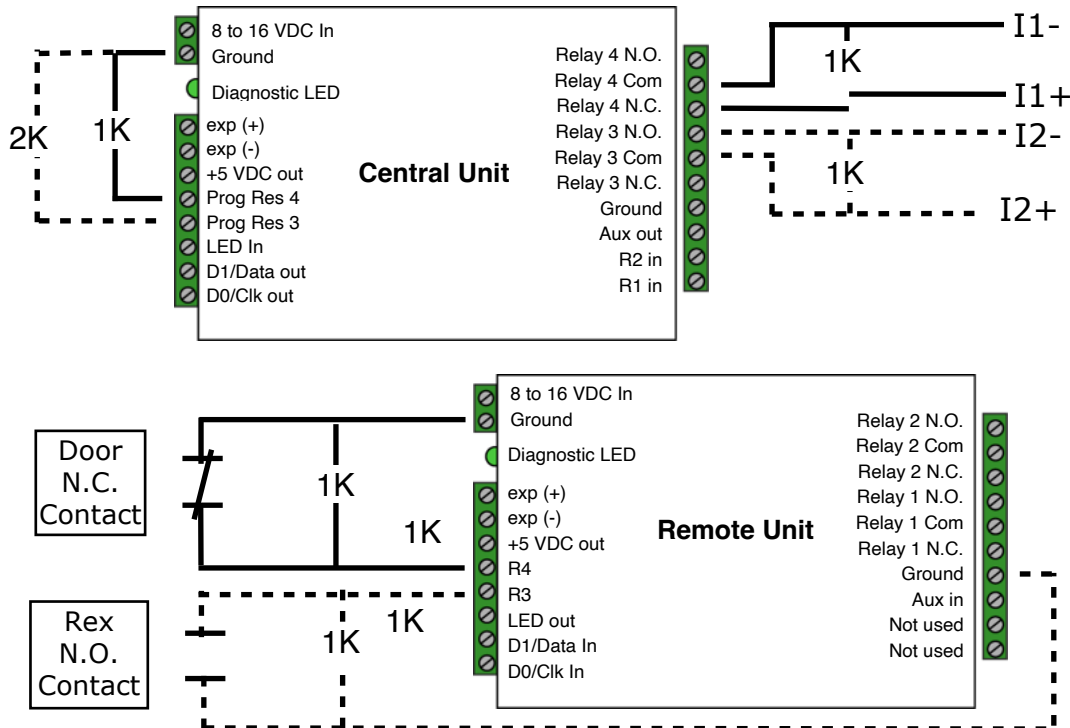 8 to 16 VDC In
Ground
Diagnostic LED
exp (+)
exp (-)
+5 VDC out
Prog Res 4
Prog Res 3
LED In
D1/Data out
D0/Clk out
2K
1K
Central Unit
Relay 4 N.O.
Relay 4 Com
Relay 4 N.C.
Relay 3 N.O.
Relay 3 Com
Relay 3 N.C.
Ground
Aux out
R2 in
R1 in
I1-
1K
I1+
I2-
1K
I2+
Door
N.C.
Contact
1K
1K
Rex
N.O.
Contact
1K
1K
8 to 16 VDC In
Ground
Diagnostic LED
exp (+)
exp (-)
+5 VDC out
R4
R3
LED out
D1/Data In
D0/Clk In
Remote Unit
Relay 2 N.O.
Relay 2 Com
Relay 2 N.C.
Relay 1 N.O.
Relay 1 Com
Relay 1 N.C.
Ground
Aux in
Not used
Not used